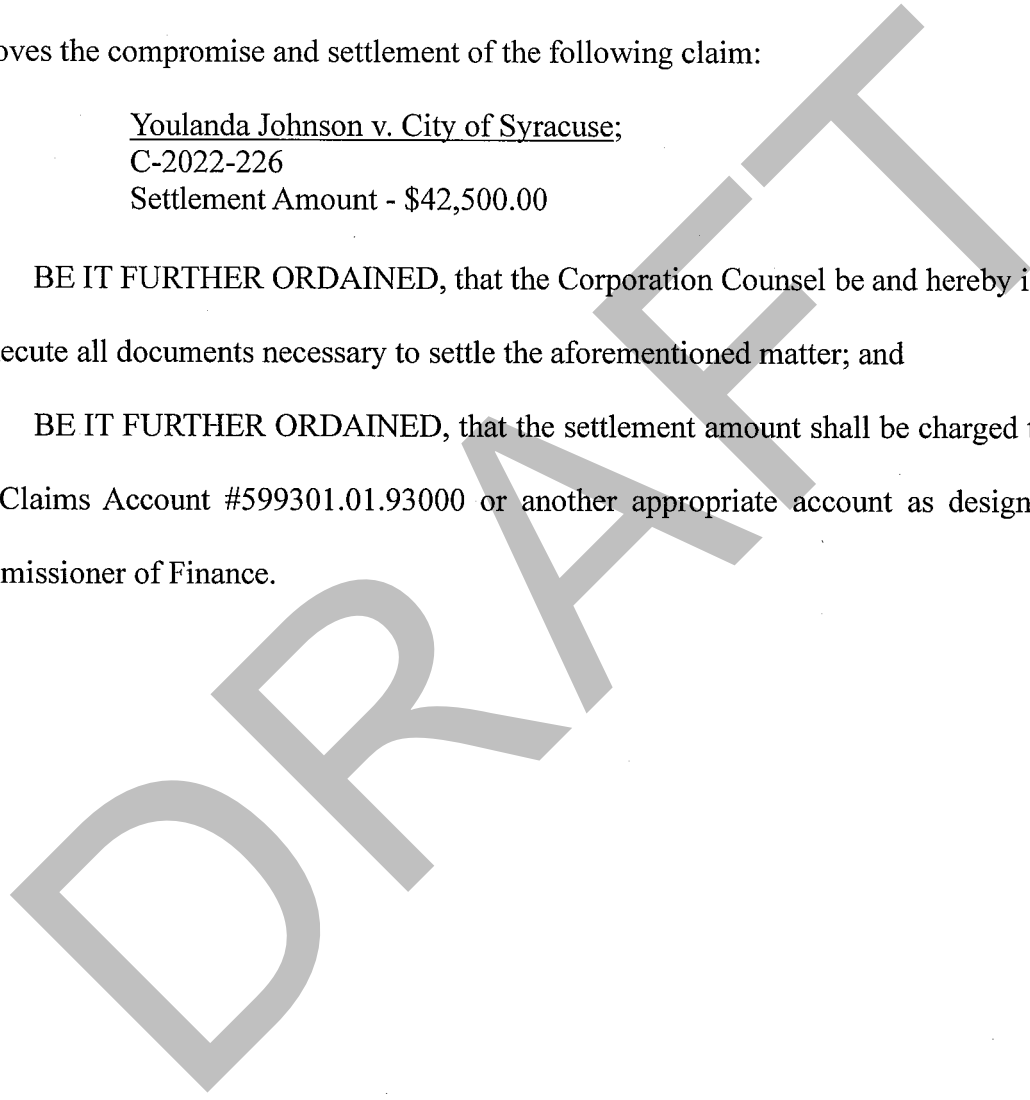 oves the compromise and settlement of the following claim:
Youlanda Johnson v. City of Syracuse;
C-2022-226
Settlement Amount - $42,500.00
BE IT FURTHER ORDAINED, that the Corporation Counsel be and hereby i
ecute all documents necessary to settle the aforementioned matter; and
BE IT FURTHER ORDAINED, that the settlement amount shall be charged
Claims Account #599301.01.93000 or another appropriate account as design
missioner of Finance.
DRAFT